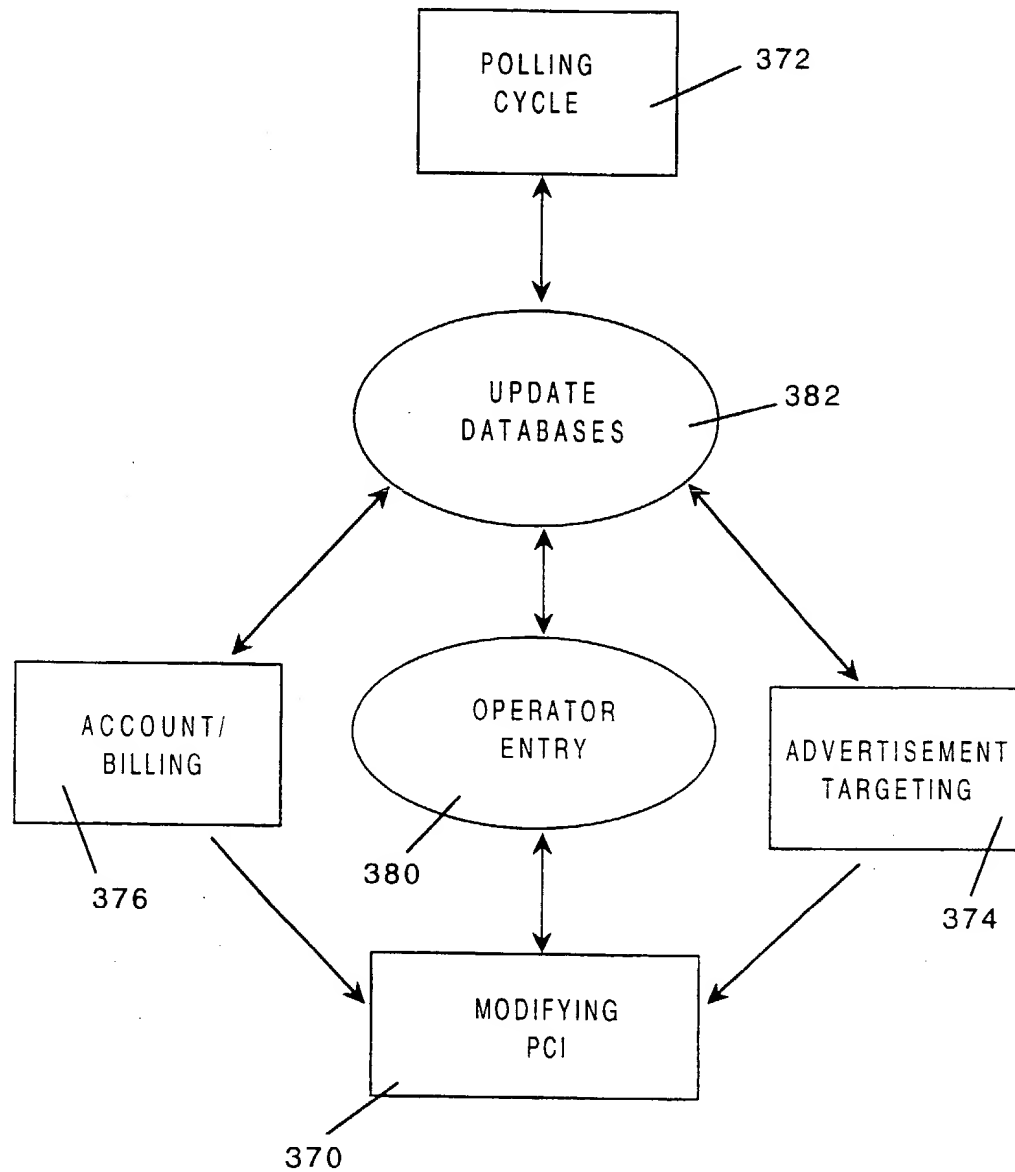 POLLING
CYCLE
372
UPDATE
DATABASES
382
ACCOUNT/
BILLING
376
OPERATOR
ENTRY
380
ADVERTISEMENT
TARGETING
374
MODIFYING
PCI
370